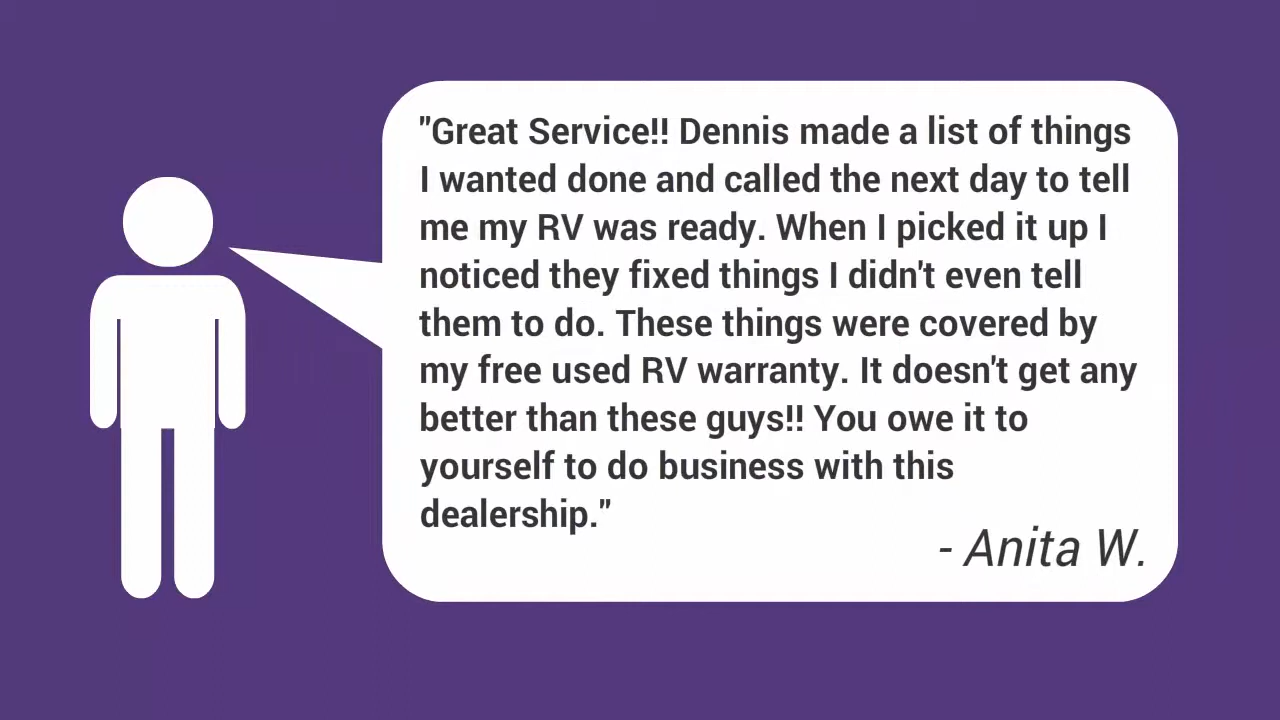 "Great Service!! Dennis made a list of things
I wanted done and called the next day to tell
me my RV was ready. When I picked it up I
noticed they fixed things I didn't even tell
them to do. These things were covered by
my free used RV warranty. It doesn't get any
better than these guys!! You owe it to
yourself to do business with this
dealership."
- Anita W.